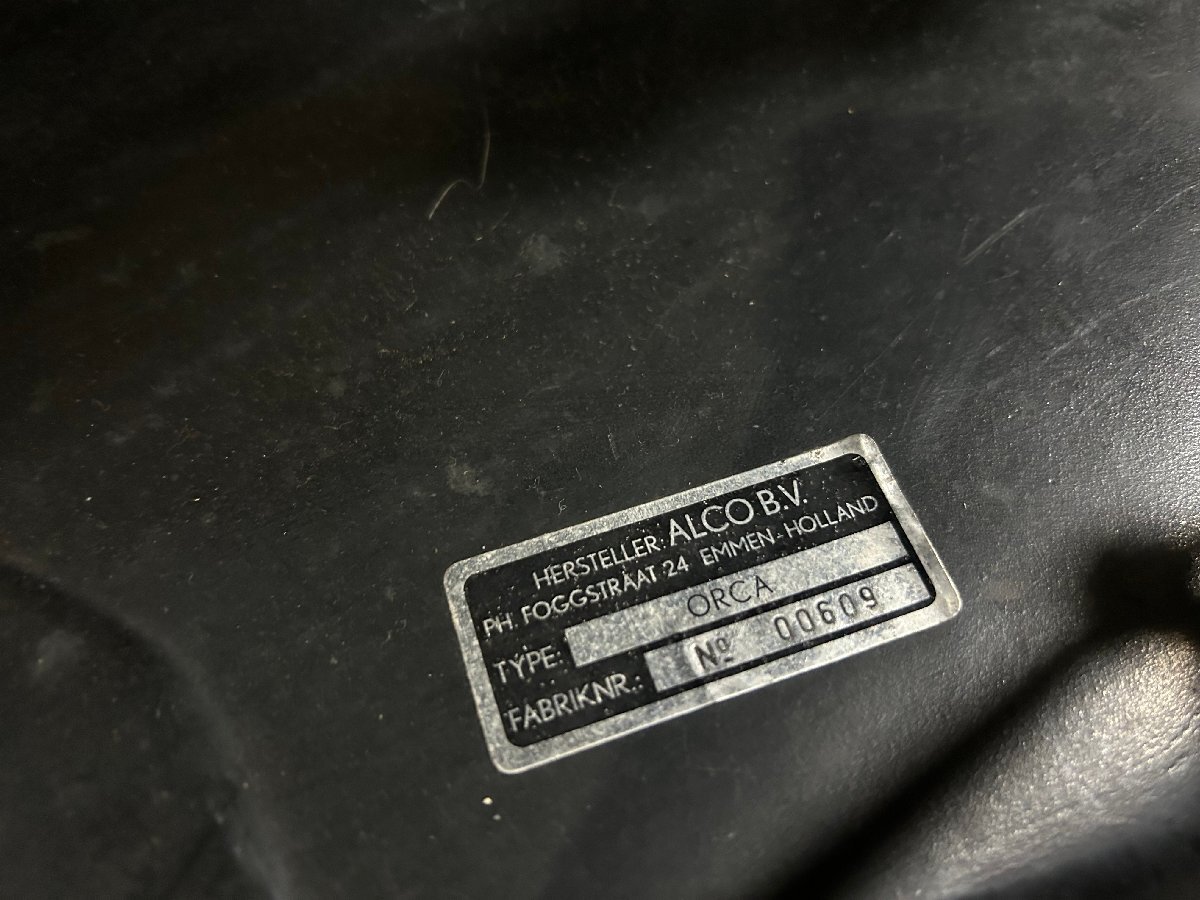 HERSTELLER: ALCO B.V.
PH. FOGGSTRAAT 24 EMMEN-HOLLAND
TYPE: ORCA
FABRIKNR.: Nº 00609